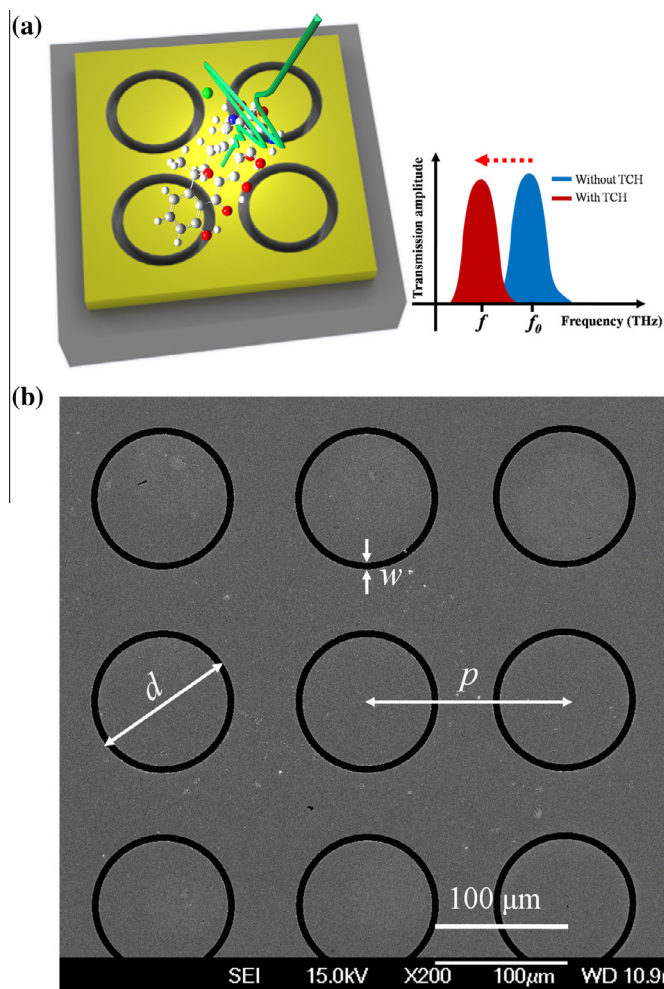 (a)
Transmission amplitude
Without TCH
With TCH
f
f0
Frequency (THz)
(b)
w
d
p
100 μm
SEI 15.0kV X200 100μm WD 10.9